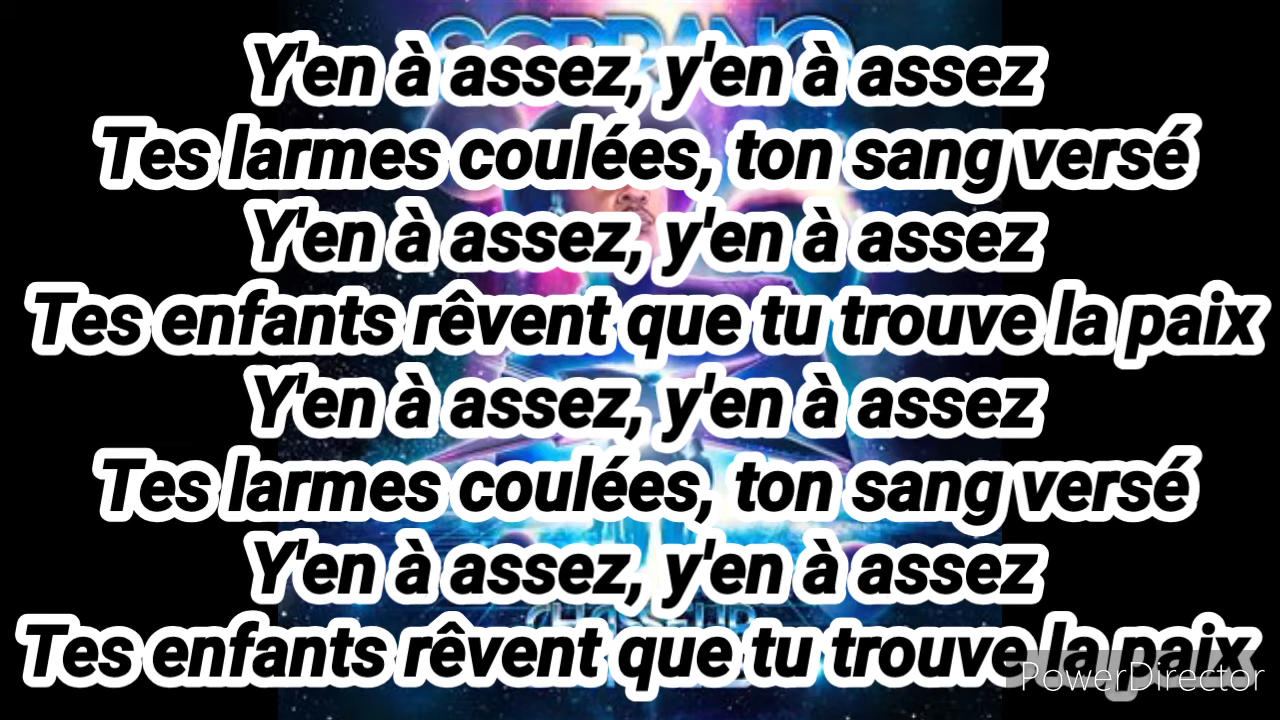 SOPRANO
Y'en à assez, y'en à assez
Tes larmes coulées, ton sang versé
Y'en à assez, y'en à assez
Tes enfants rêvent que tu trouve la paix
Y'en à assez, y'en à assez
Tes larmes coulées, ton sang versé
Y'en à assez, y'en à assez
Tes enfants rêvent que tu trouve la paix
PowerDirector